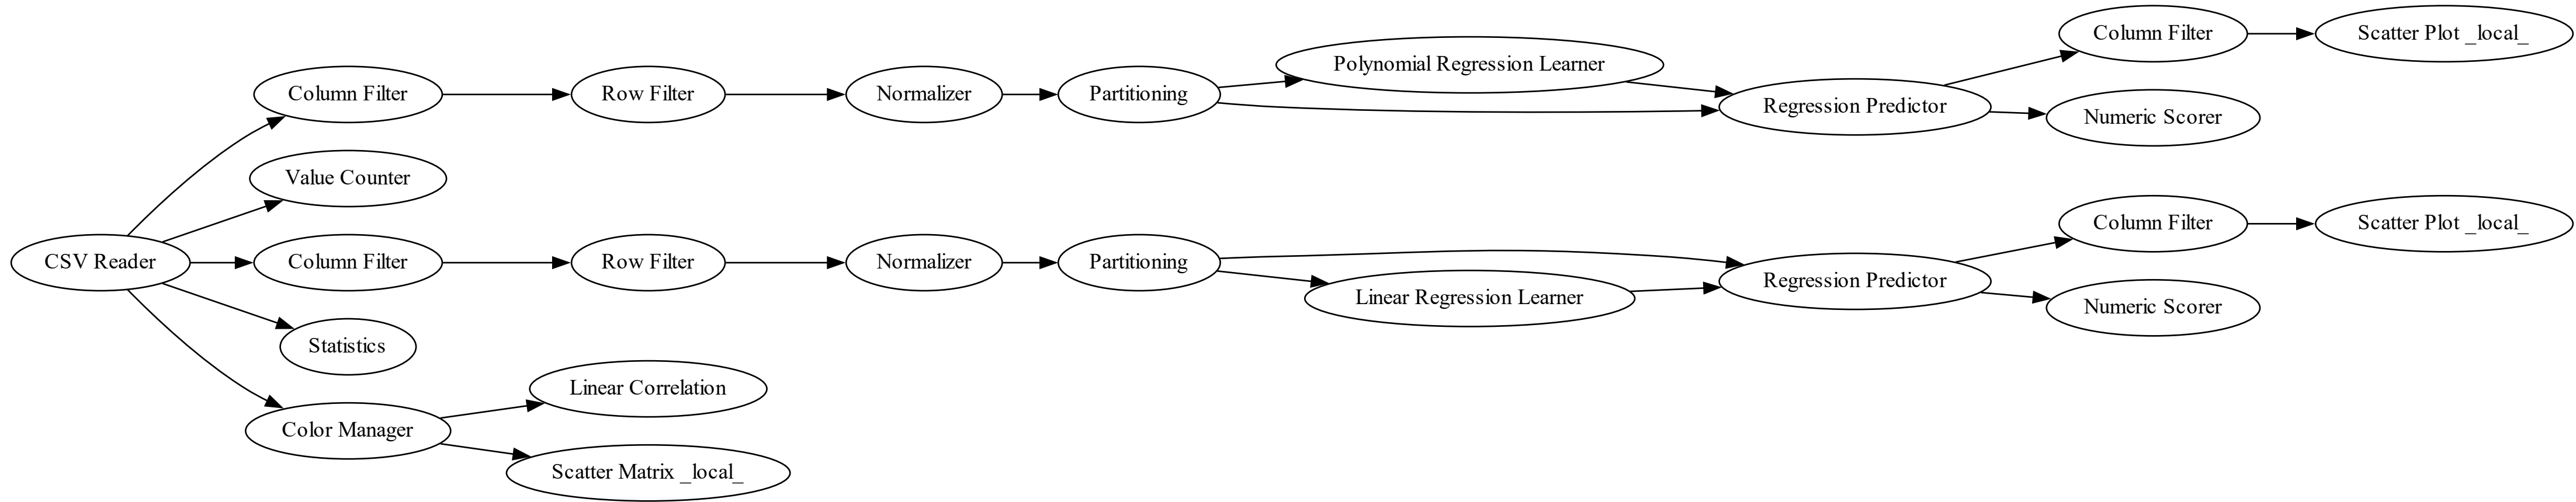 CSV Reader
Column Filter
Row Filter
Normalizer
Partitioning
Polynomial Regression Learner
Regression Predictor
Column Filter
Scatter Plot _local_
Numeric Scorer
Value Counter
Column Filter
Row Filter
Normalizer
Partitioning
Linear Regression Learner
Regression Predictor
Column Filter
Scatter Plot _local_
Numeric Scorer
Statistics
Color Manager
Linear Correlation
Scatter Matrix _local_